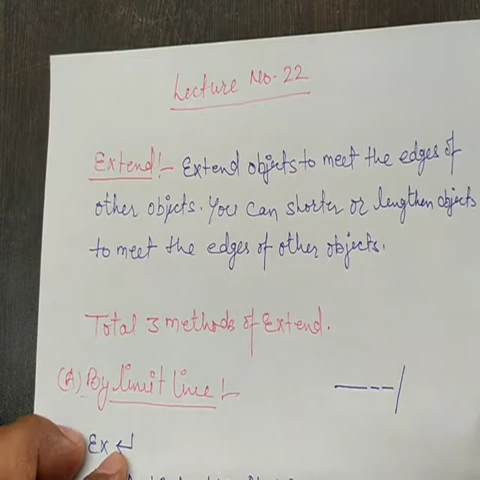 Lecture No-22
Extend!- Extend objects to meet the edges of
other objects. You can shorter or lengthen objects
to meet the edges of other objects.
Total 3 methods of Extend.
(A) By limit line!-
Ex ↵